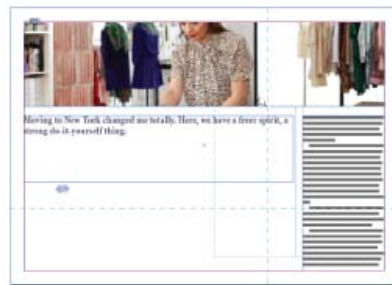 Moving to New York changed me totally. Here, we have a freer spirit, a
strong do-it-yourself thing.